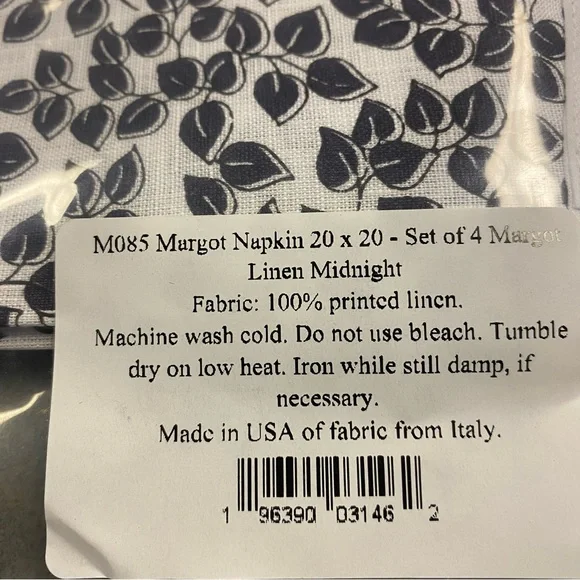 M085 Margot Napkin 20 x 20 - Set of 4 Margot
Linen Midnight
Fabric: 100% printed linen.
Machine wash cold. Do not use bleach. Tumble
dry on low heat. Iron while still damp, if
necessary.
Made in USA of fabric from Italy.
1 96390 03146 2